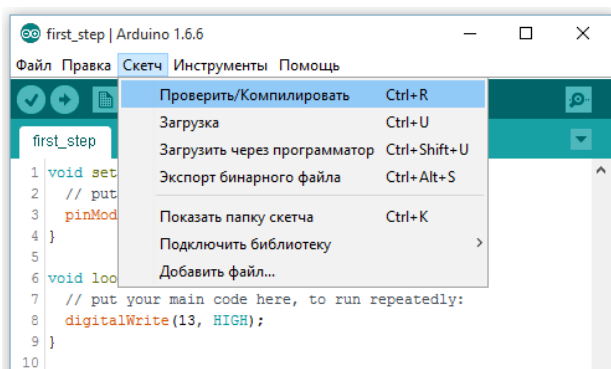 first_step | Arduino 1.6.6
Файл Правка Скетч Инструменты Помощь
Проверить/Компилировать Ctrl+R
Загрузка Ctrl+U
Загрузить через программатор Ctrl+Shift+U
Экспорт бинарного файла Ctrl+Alt+S
Показать папку скетча Ctrl+K
Подключить библиотеку
Добавить файл...
first_step
1 void set
2 // put
3 pinMod
4 }
5
6 void loo
7 // put your main code here, to run repeatedly:
8 digitalWrite(13, HIGH);
9 }
10